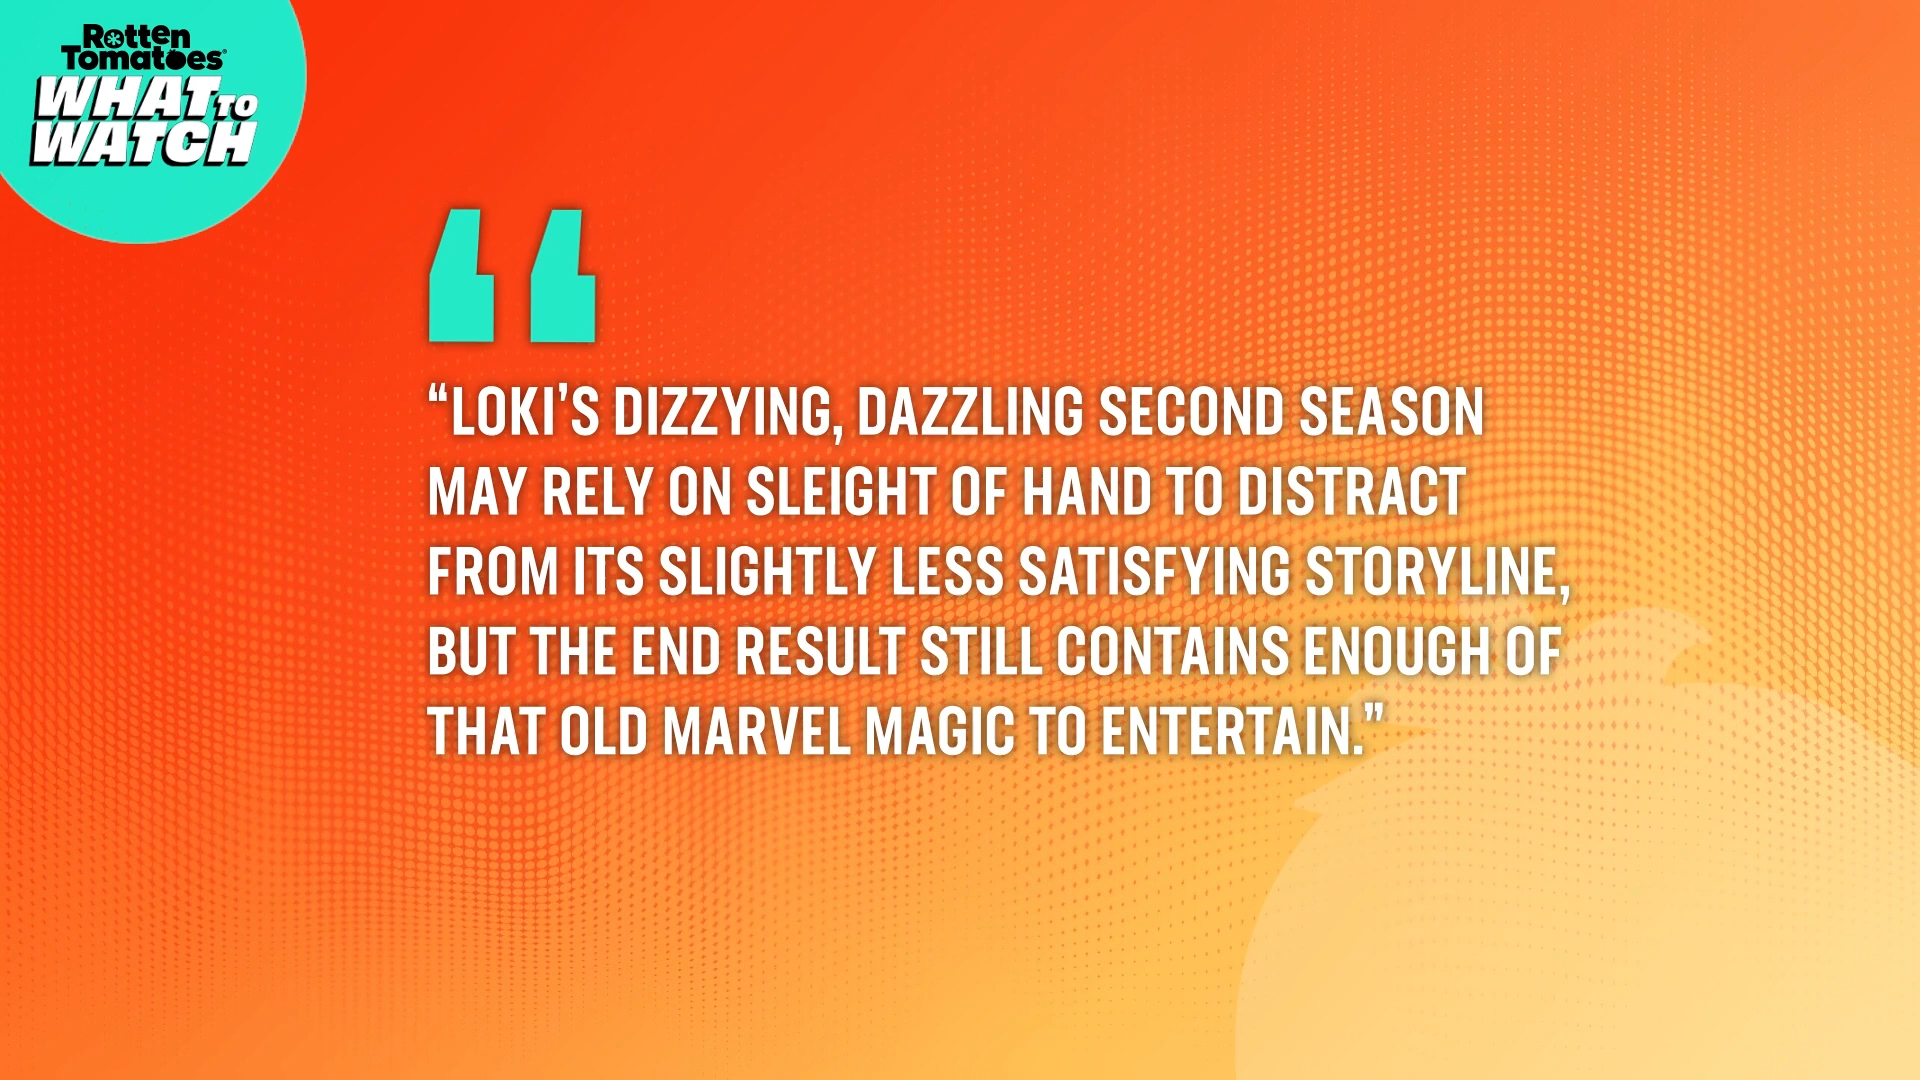 Rotten
Tomatoes®
WHAT TO
WATCH
“LOKI’S DIZZYING, DAZZLING SECOND SEASON
MAY RELY ON SLEIGHT OF HAND TO DISTRACT
FROM ITS SLIGHTLY LESS SATISFYING STORYLINE,
BUT THE END RESULT STILL CONTAINS ENOUGH OF
THAT OLD MARVEL MAGIC TO ENTERTAIN.”